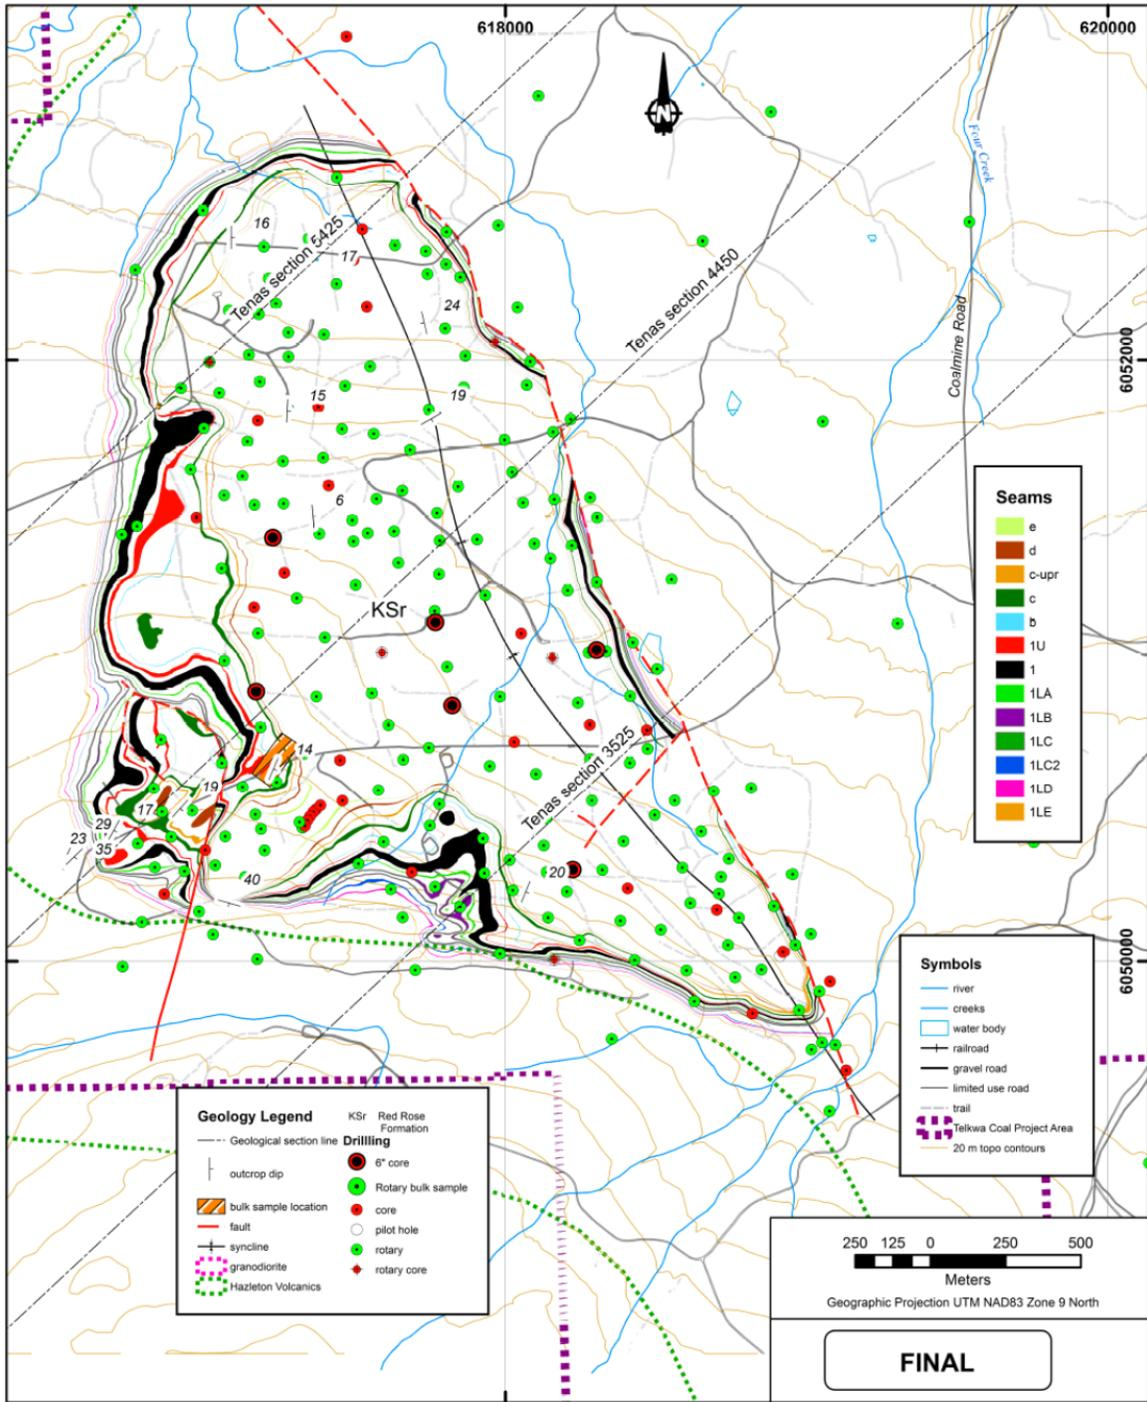 618000
620000
N
Four Creek
16
Tenas section 5425
17
Tenas section 4450
24
Coalmine Road
6052000
15
19
6
Seams
e
d
c-upr
c
b
1U
1
1LA
1LB
1LC
1LC2
1LD
1LE
KSr
14
Tenas section 3525
19
17
29
23
35
40
20
6050000
Symbols
river
creeks
water body
railroad
gravel road
limited use road
trail
Telkwa Coal Project Area
20 m topo contours
Geology Legend
Geological section line
outcrop dip
bulk sample location
fault
syncline
granodiorite
Hazleton Volcanics
KSr Red Rose
Formation
Drillling
6" core
Rotary bulk sample
core
pilot hole
rotary
rotary core
250 125 0 250 500
Meters
Geographic Projection UTM NAD83 Zone 9 North
FINAL